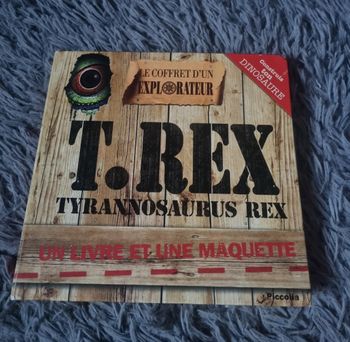 LE COFFRET D'UN
EXPLORATEUR
Construis
ton
DINOSAURE
T.REX
TYRANNOSAURUS REX
UN LIVRE ET UNE MAQUETTE
Piccolia